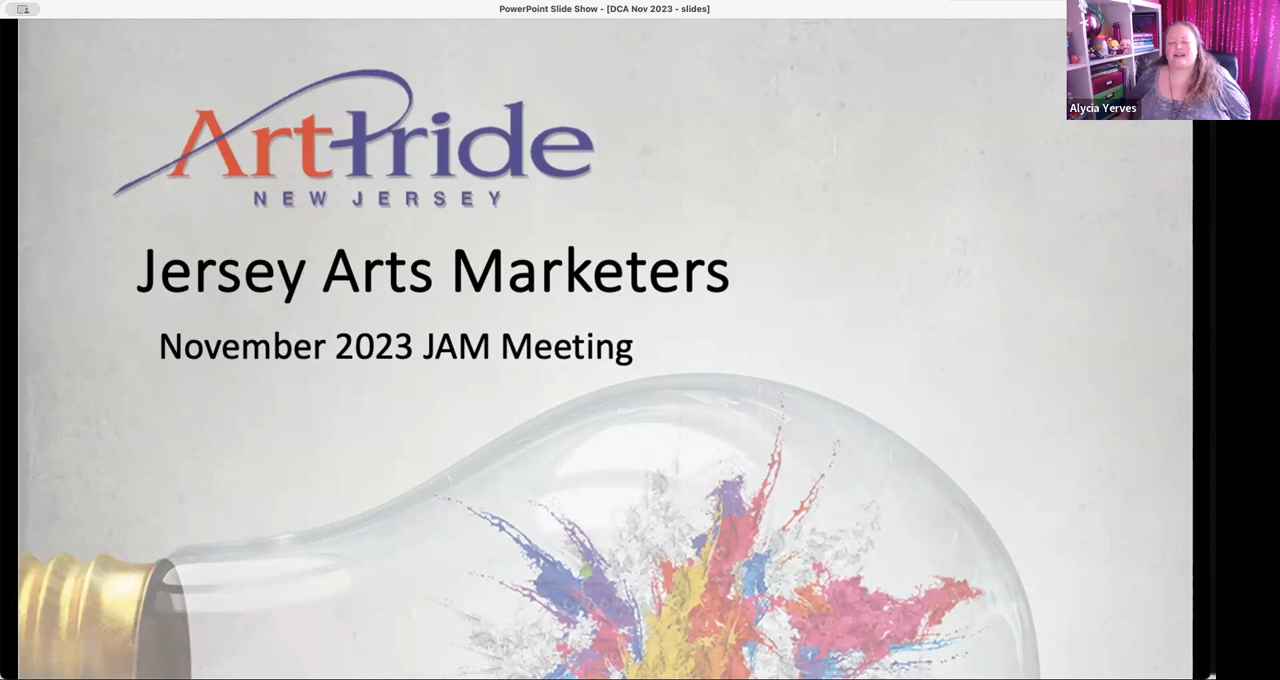 PowerPoint Slide Show - [DCA Nov 2023 - slides]
Alycia Yerves
ArtPride
NEW JERSEY
Jersey Arts Marketers
November 2023 JAM Meeting